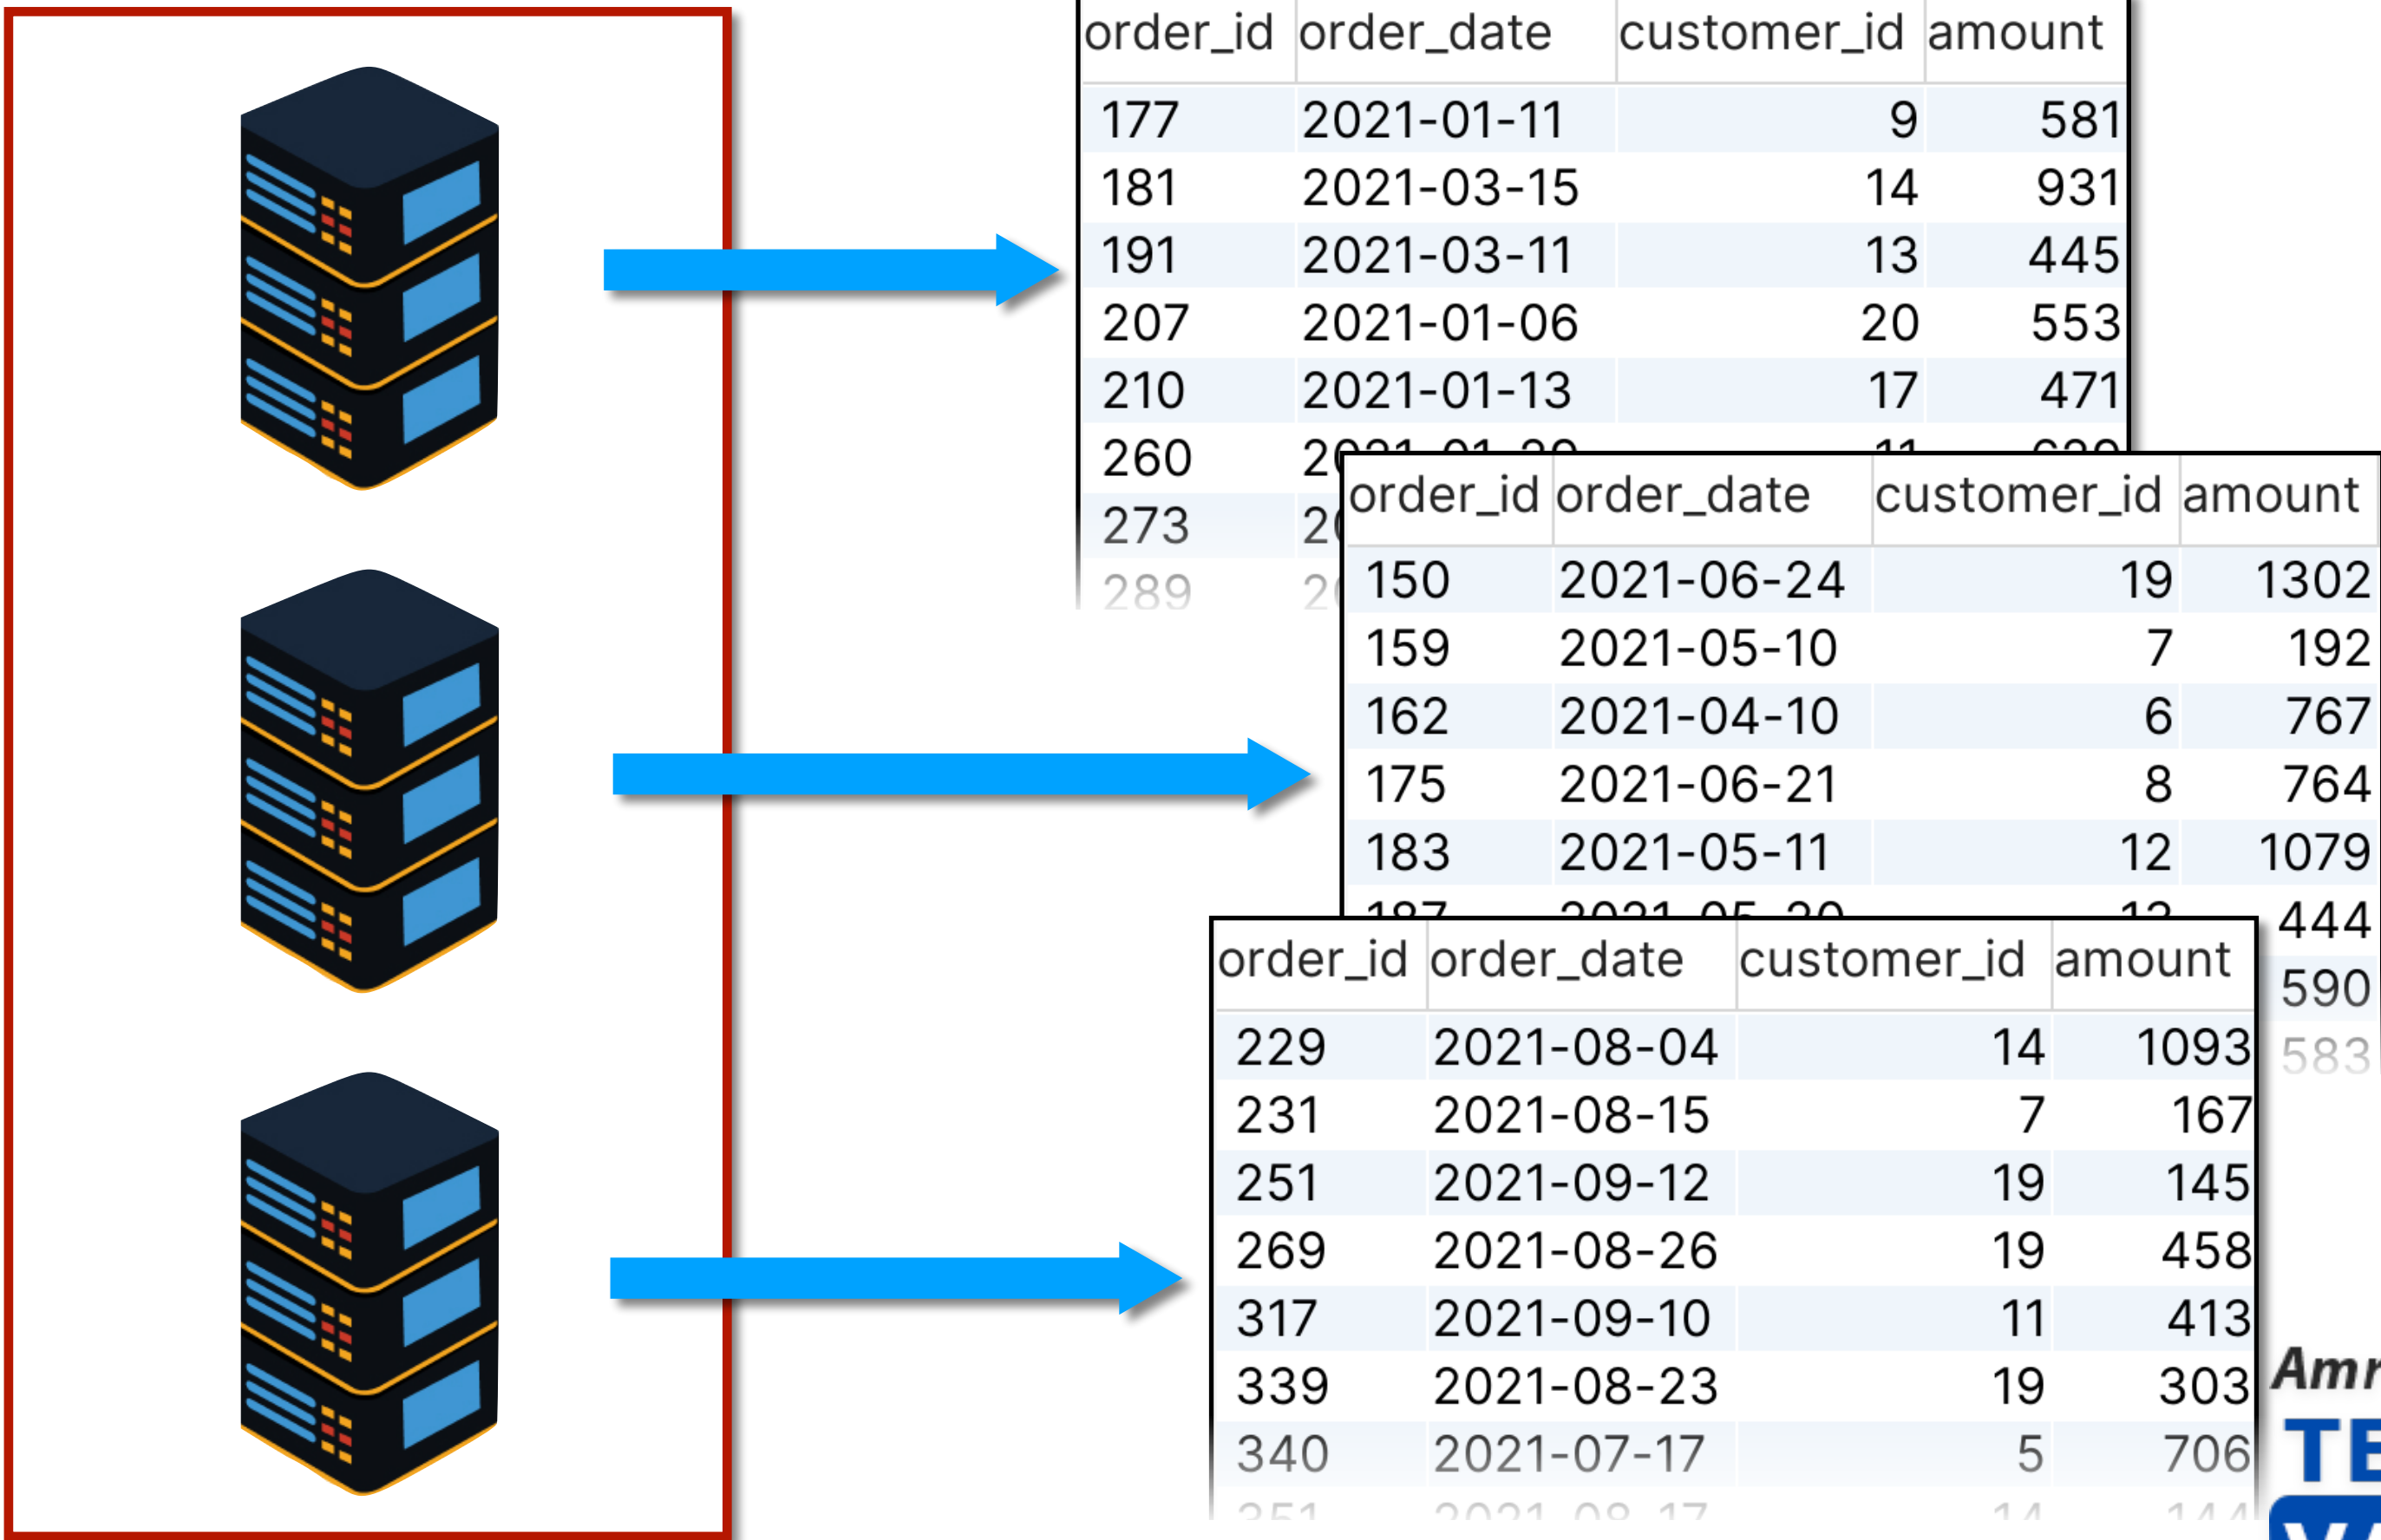 order_id order_date customer_id amount
177 2021-01-11 9 581
181 2021-03-15 14 931
191 2021-03-11 13 445
207 2021-01-06 20 553
210 2021-01-13 17 471
260
273
289
order_id order_date customer_id amount
150 2021-06-24 19 1302
159 2021-05-10 7 192
162 2021-04-10 6 767
175 2021-06-21 8 764
183 2021-05-11 12 1079
444
590
583
order_id order_date customer_id amount
229 2021-08-04 14 1093
231 2021-08-15 7 167
251 2021-09-12 19 145
269 2021-08-26 19 458
317 2021-09-10 11 413
339 2021-08-23 19 303
340 2021-07-17 5 706
Amr
TE